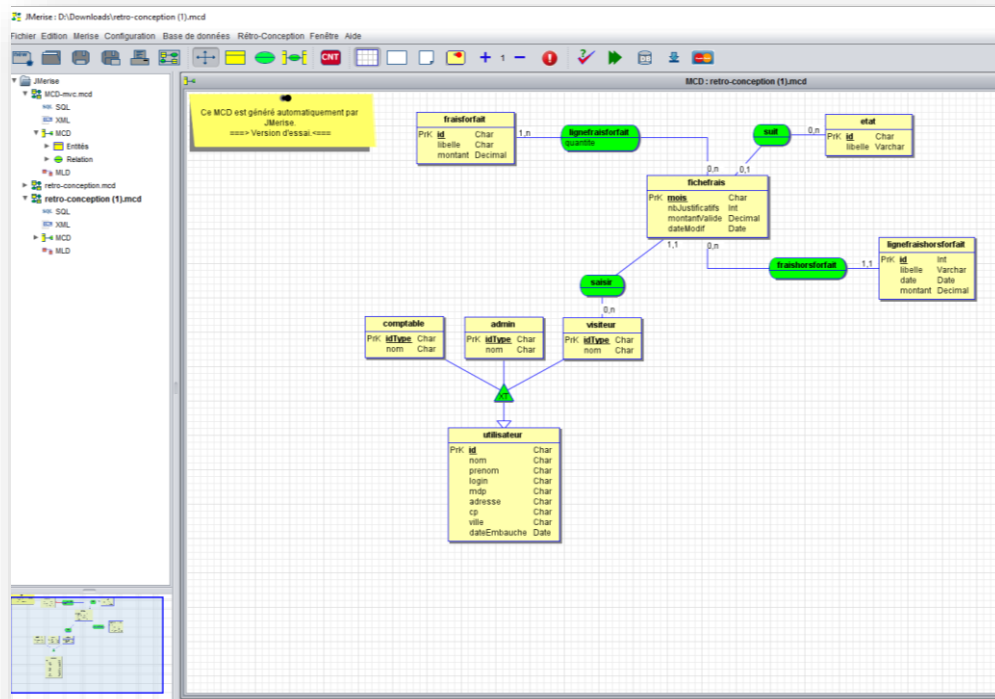 JMerise : D:\Downloads\retro-conception (1).mcd
Fichier Edition Merise Configuration Base de données Rétro-Conception Fenêtre Aide
CNT
1
JMerise
MCD-mvc.mcd
SQL
XML
MCD
Entités
Relation
MLD
retro-conception.mcd
retro-conception (1).mcd
SQL
XML
MCD
MLD
MCD : retro-conception (1).mcd
Ce MCD est généré automatiquement par
JMerise.
===> Version d'essai.<====
fraisforfait
PrK id Char
libelle Char
montant Decimal
1,n
lignefraisforfait
quantite
0,n
suit
0,n
0,1
etat
PrK id Char
libelle Varchar
fichefrais
PrK mois Char
nbJustificatifs Int
montantValide Decimal
dateModif Date
1,1
0,n
fraishorsforfait
1,1
lignefraishorsforfait
PrK id Int
libelle Varchar
date Date
montant Decimal
saisir
0,n
comptable
PrK idType Char
nom Char
admin
PrK idType Char
nom Char
visiteur
PrK idType Char
nom Char
XT
utilisateur
PrK id Char
nom Char
prenom Char
login Char
mdp Char
adresse Char
cp Char
ville Char
dateEmbauche Date